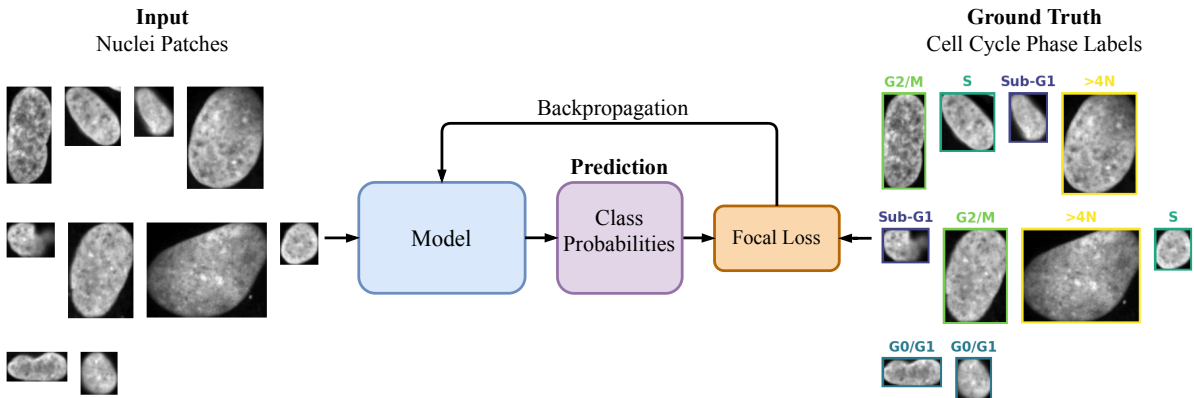 Input
Nuclei Patches
Ground Truth
Cell Cycle Phase Labels
G2/M
S
Sub-G1
>4N
Backpropagation
Prediction
Model
Class
Probabilities
Focal Loss
Sub-G1
G2/M
>4N
S
G0/G1
G0/G1